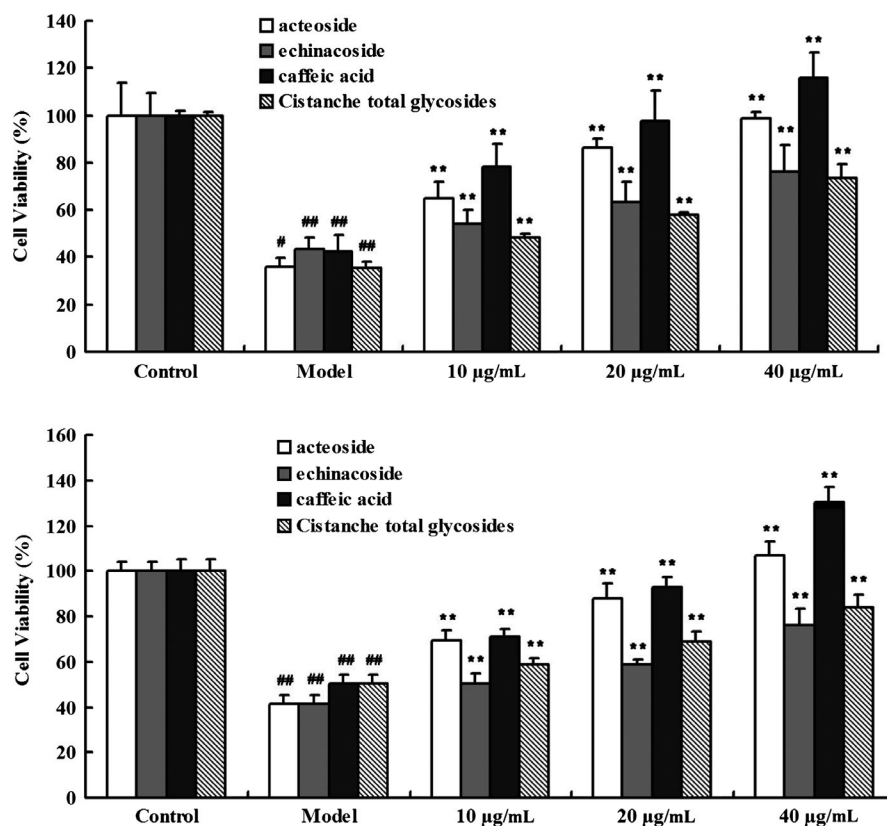 140
120
100
80
60
40
20
0
Cell Viability (%)
acteoside
echinacoside
caffeic acid
Cistanche total glycosides
# ## ## ##
** ** ** **
** ** ** **
** ** ** **
Control Model 10 µg/mL 20 µg/mL 40 µg/mL
160
140
120
100
80
60
40
20
0
Cell Viability (%)
acteoside
echinacoside
caffeic acid
Cistanche total glycosides
## ## ## ##
** ** ** **
** ** ** **
** ** ** **
Control Model 10 µg/mL 20 µg/mL 40 µg/mL